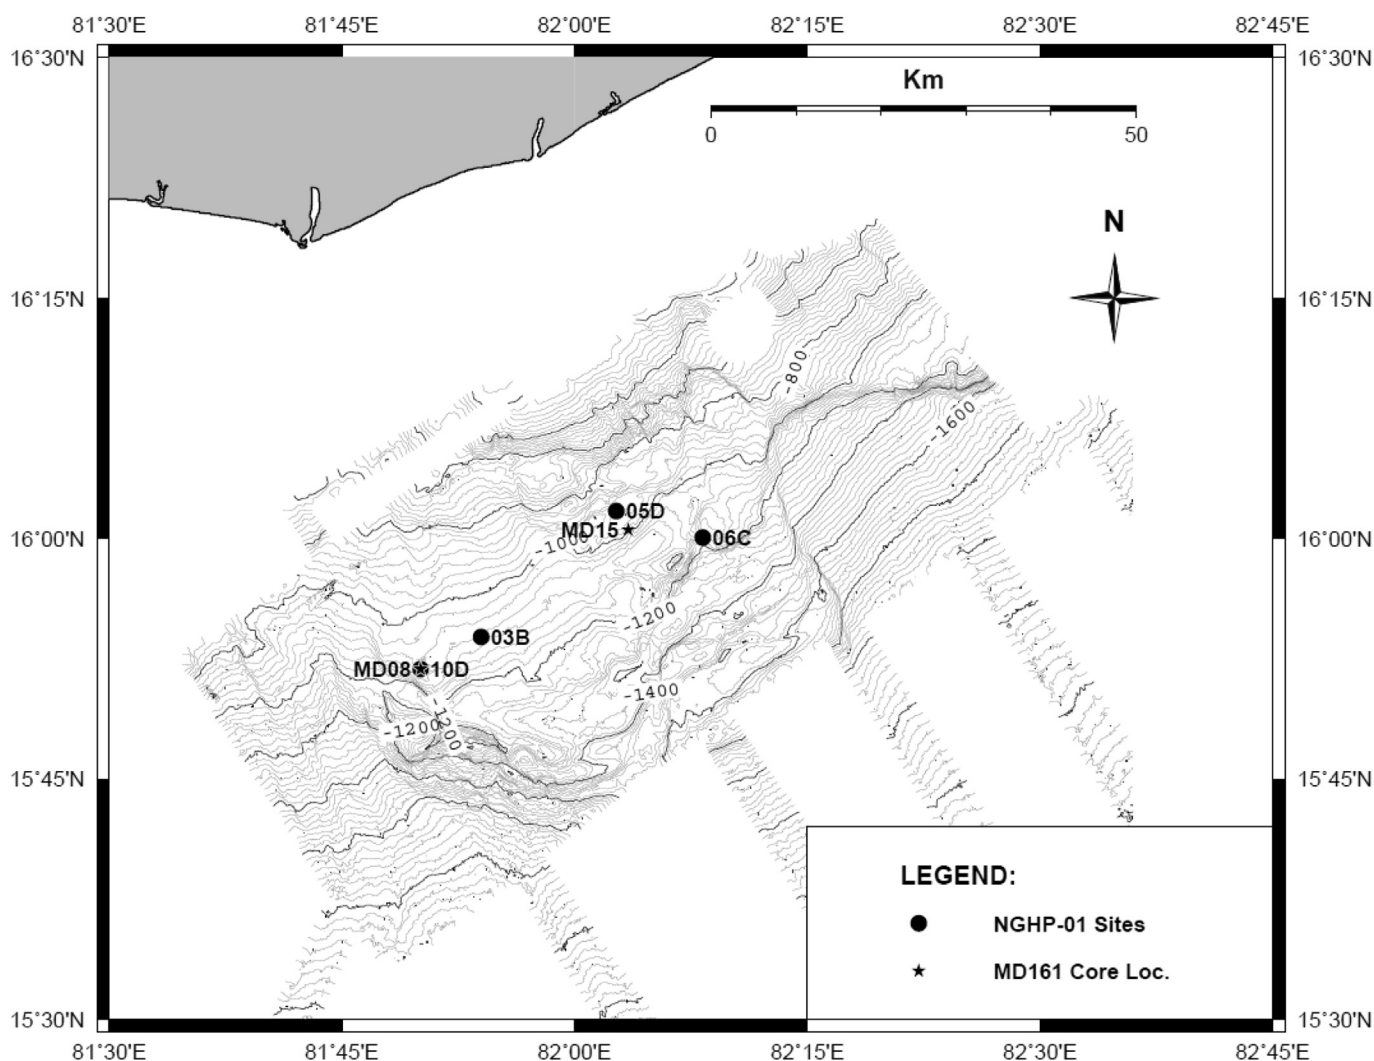 81°30'E 81°45'E 82°00'E 82°15'E 82°30'E 82°45'E
16°30'N 16°30'N
Km
0 50
N
16°15'N 16°15'N
-800
-1600
05D
MD15
16°00'N -1000 06C 16°00'N
-1200
03B
MD08 10D
-1400
-1200 -1200
15°45'N 15°45'N
LEGEND:
NGHP-01 Sites
MD161 Core Loc.
15°30'N 15°30'N
81°30'E 81°45'E 82°00'E 82°15'E 82°30'E 82°45'E